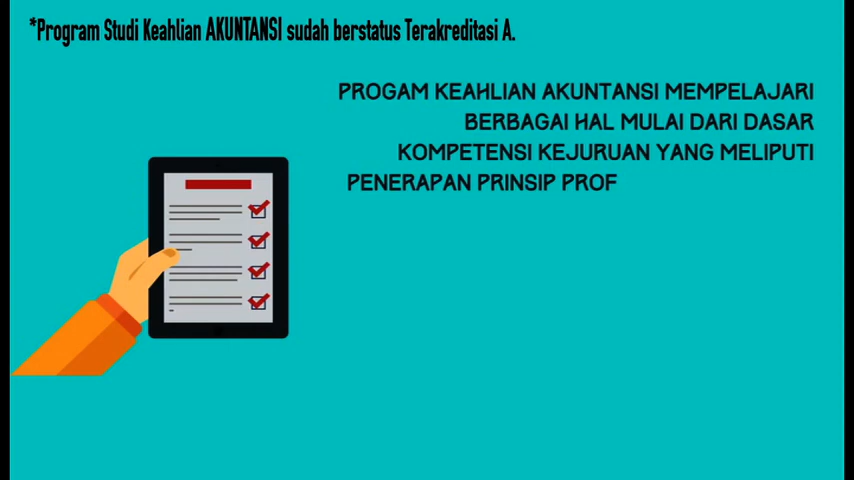 *Program Studi Keahlian AKUNTANSI sudah berstatus Terakreditasi A.
PROGAM KEAHLIAN AKUNTANSI MEMPELAJARI
BERBAGAI HAL MULAI DARI DASAR
KOMPETENSI KEJURUAN YANG MELIPUTI
PENERAPAN PRINSIP PROF